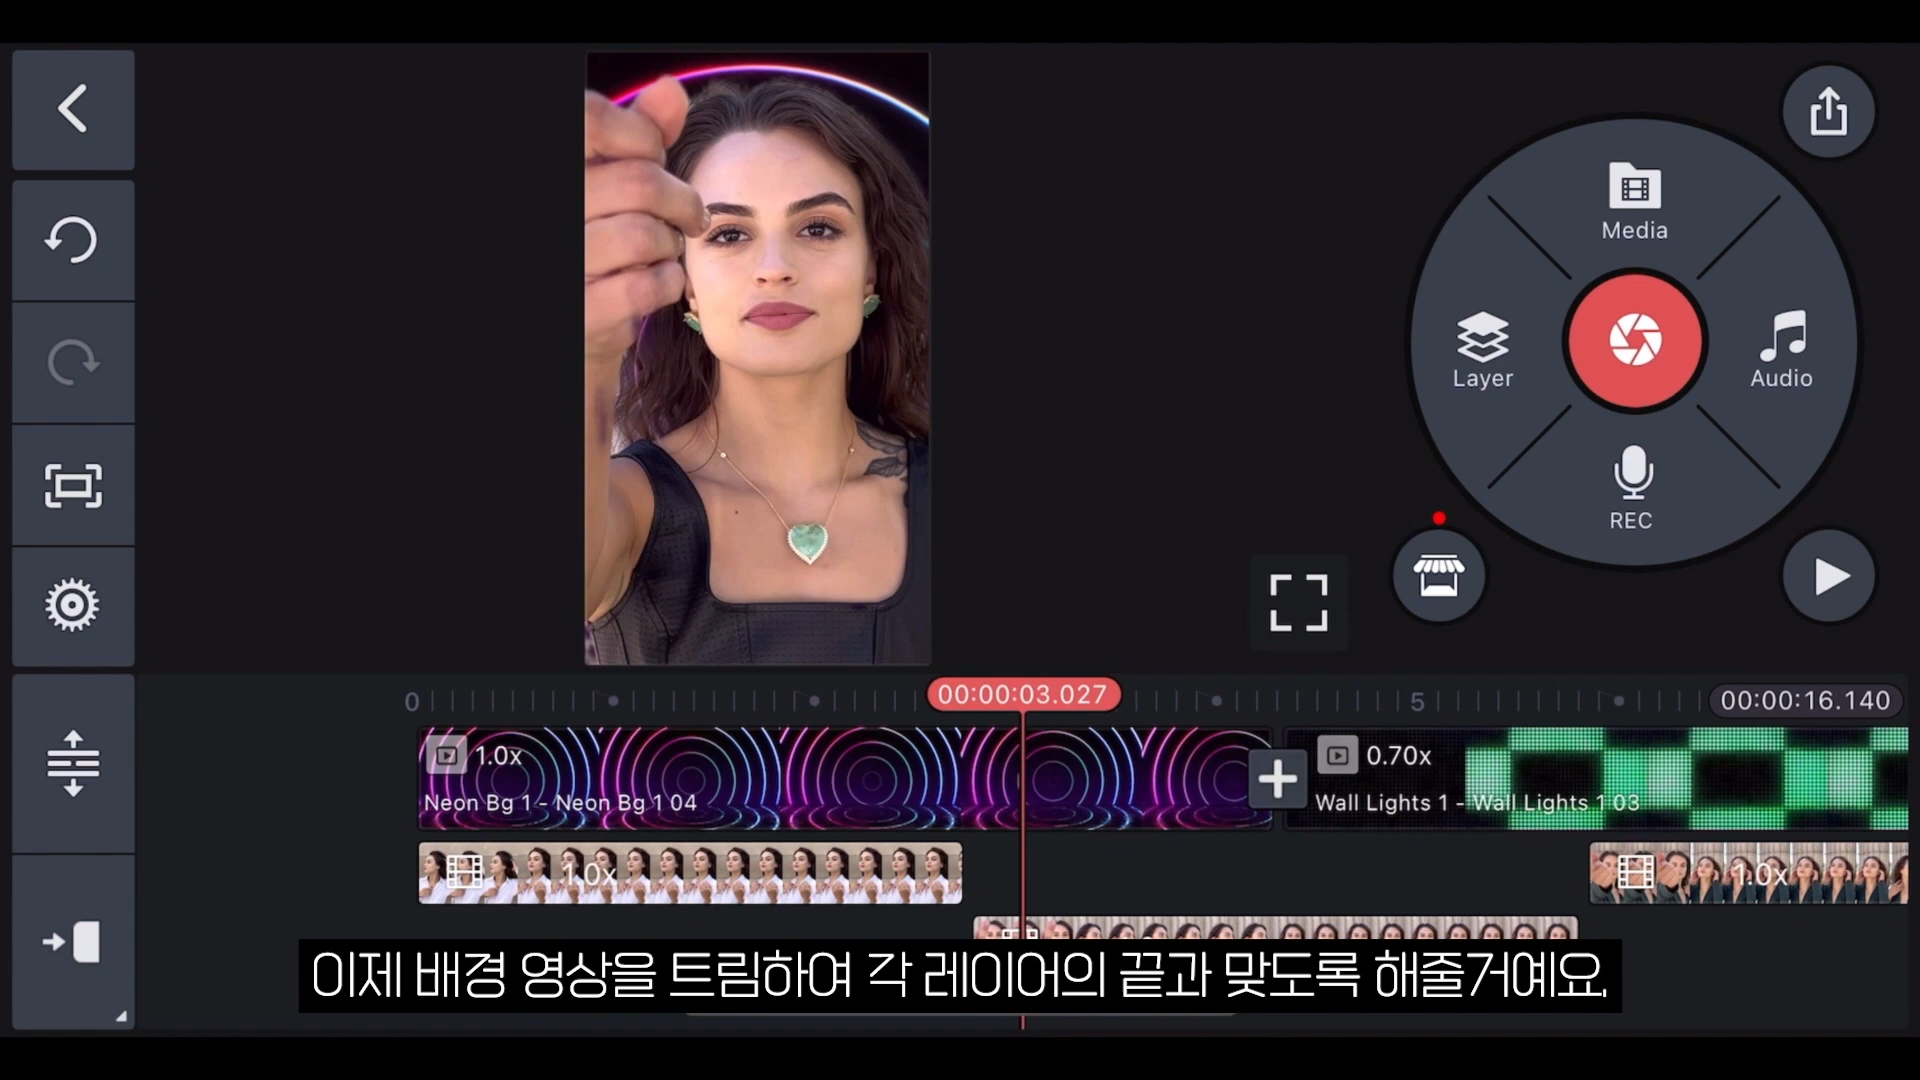 Media
Layer
Audio
REC
0
00:00:03.027
5
00:00:16.140
1.0x
Neon Bg 1 - Neon Bg 1 04
0.70x
Wall Lights 1 - Wall Lights 1 03
1.0x
1.0x
이제 배경 영상을 트림하여 각 레이어의 끝과 맞도록 해줄거예요.